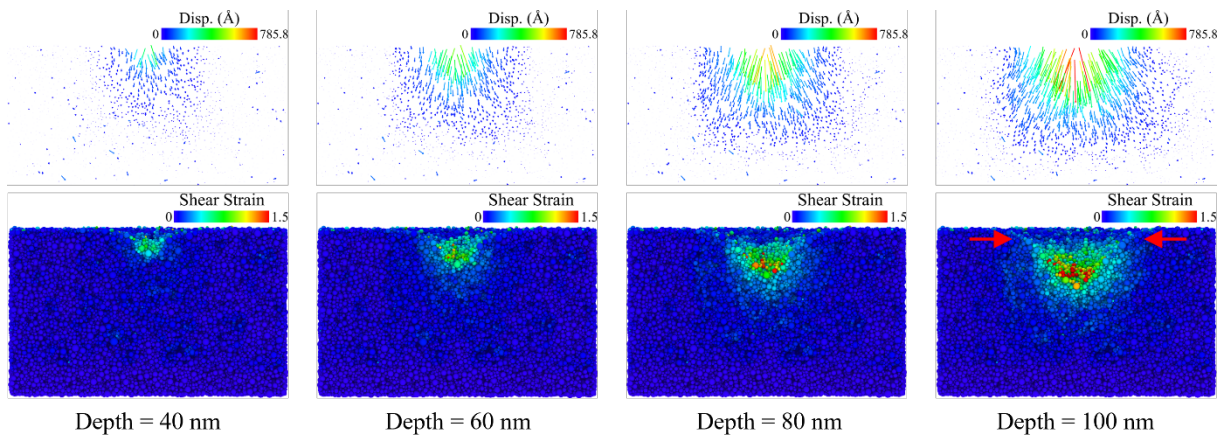 Disp. (Å) Disp. (Å) Disp. (Å) Disp. (Å)
0 785.8 0 785.8 0 785.8 0 785.8
Shear Strain Shear Strain Shear Strain Shear Strain
0 1.5 0 1.5 0 1.5 0 1.5
Depth = 40 nm Depth = 60 nm Depth = 80 nm Depth = 100 nm